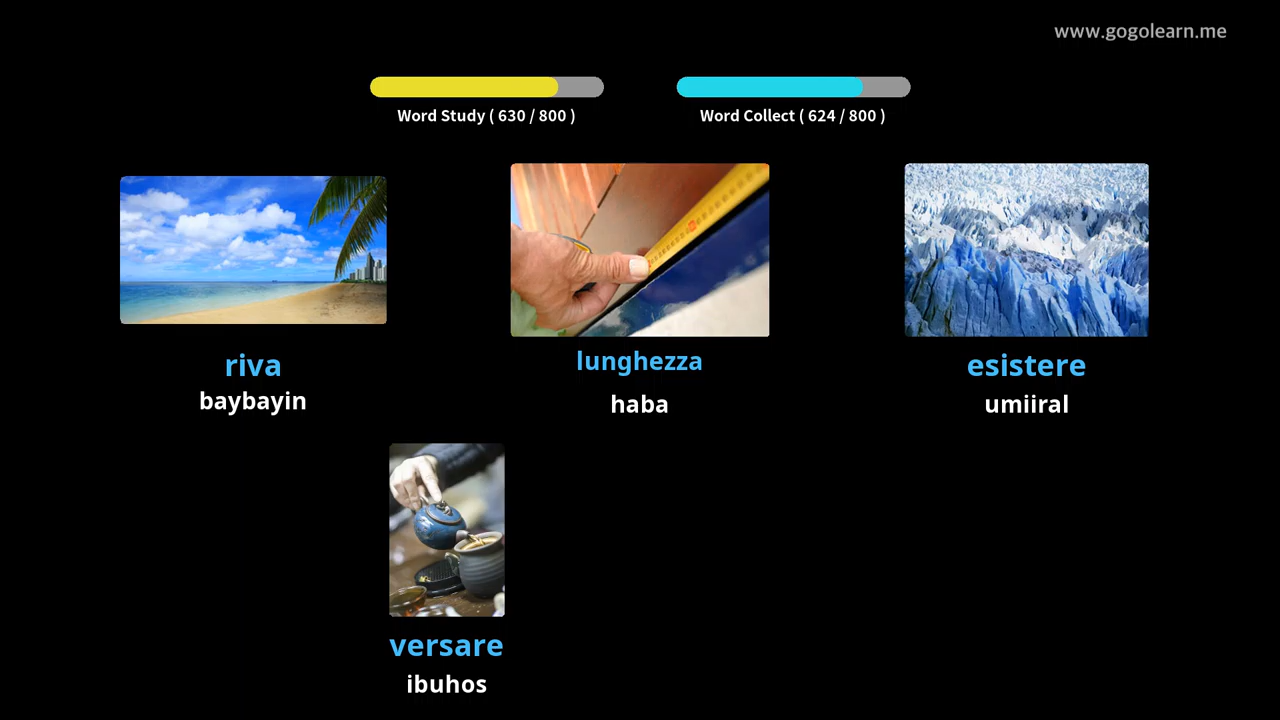 www.gogolearn.me
Word Study ( 630 / 800 )
Word Collect ( 624 / 800 )
riva
baybayin
lunghezza
haba
esistere
umiiral
versare
ibuhos